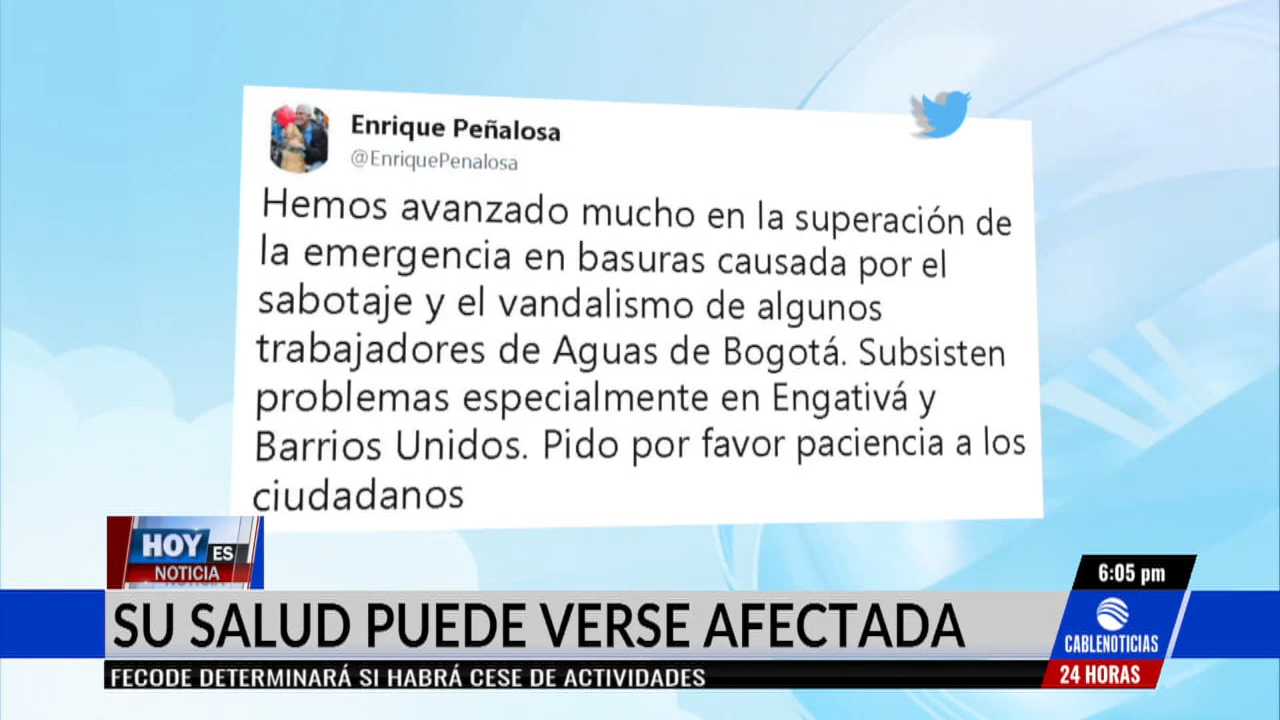 Enrique Peñalosa
@EnriquePenalosa
Hemos avanzado mucho en la superación de
la emergencia en basuras causada por el
sabotaje y el vandalismo de algunos
trabajadores de Aguas de Bogotá. Subsisten
problemas especialmente en Engativá y
Barrios Unidos. Pido por favor paciencia a los
ciudadanos
HOY ES
NOTICIA
6:05 pm
SU SALUD PUEDE VERSE AFECTADA
CABLENOTICIAS
FECODE DETERMINARÁ SI HABRÁ CESE DE ACTIVIDADES
24 HORAS